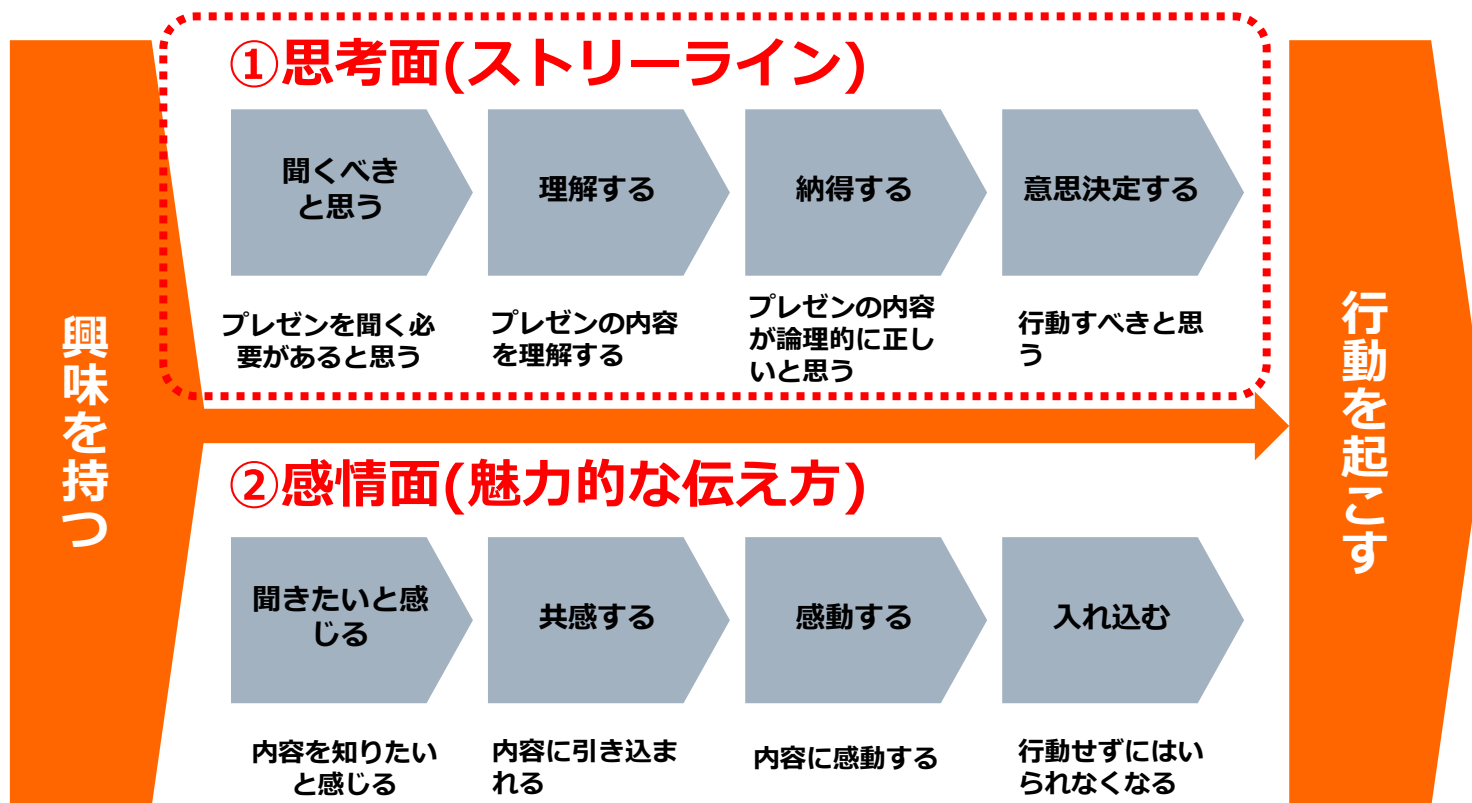 ①思考面(ストリーライン)
聞くべき
と思う
理解する
納得する
意思決定する
プレゼンを聞く必
要があると思う
プレゼンの内容
を理解する
プレゼンの内容
が論理的に正し
いと思う
行動すべきと思
う
興味を持つ
行動を起こす
②感情面(魅力的な伝え方)
聞きたいと感
じる
共感する
感動する
入れ込む
内容を知りたい
と感じる
内容に引き込ま
れる
内容に感動する
行動せずにはい
られなくなる